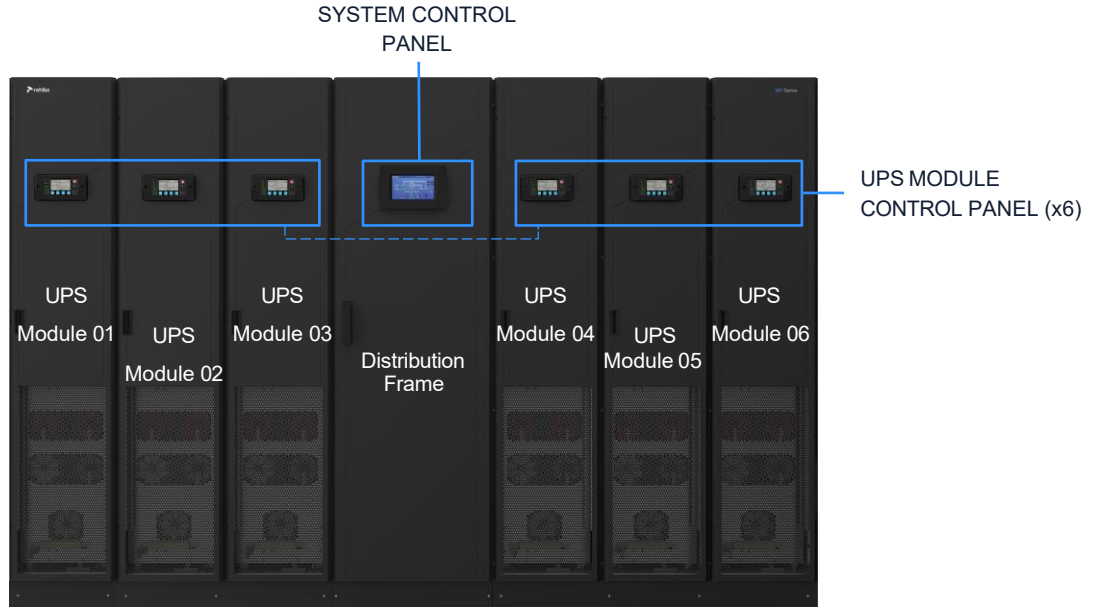 SYSTEM CONTROL
PANEL
rehlko
UPS MODULE
CONTROL PANEL (x6)
UPS
Module 01
UPS
Module 02
UPS
Module 03
Distribution
Frame
UPS
Module 04
UPS
Module 05
UPS
Module 06